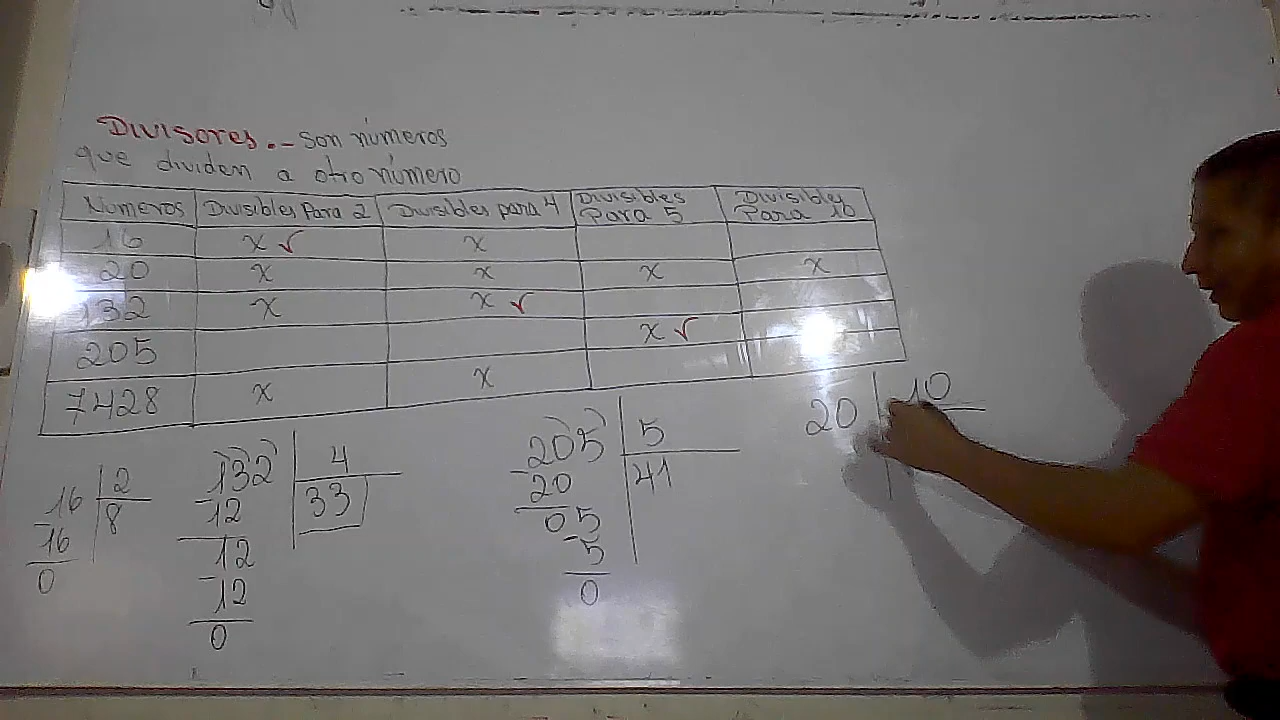 Divisores.- Son números
que dividen a otro número
Números Divisibles Para 2 Divisibles para 4 Divisibles Para 5 Divisibles Para 10
16 x ✓ x
20 x x x x
132 x x ✓
205 x ✓
7428 x x
16 2
-16 8
0
132 4
-12 33
12
-12
0
205 5
-20 41
05
-5
0
20 10